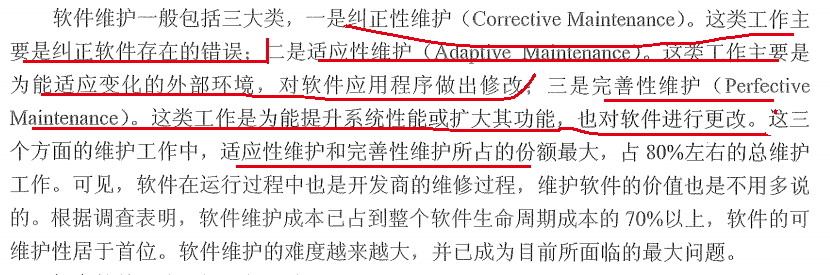 软件维护一般包括三大类，一是纠正性维护（Corrective Maintenance）。这类工作主
要是纠正软件存在的错误；二是适应性维护（Adaptive Maintenance）。这类工作主要是
为能适应变化的外部环境，对软件应用程序做出修改；三是完善性维护（Perfective
Maintenance）。这类工作是为能提升系统性能或扩大其功能，也对软件进行更改。这三
个方面的维护工作中，适应性维护和完善性维护所占的份额最大，占 80%左右的总维护
工作。可见，软件在运行过程中也是开发商的维修过程，维护软件的价值也是不用多说
的。根据调查表明，软件维护成本已占到整个软件生命周期成本的 70%以上，软件的可
维护性居于首位。软件维护的难度越来越大，并已成为目前所面临的最大问题。